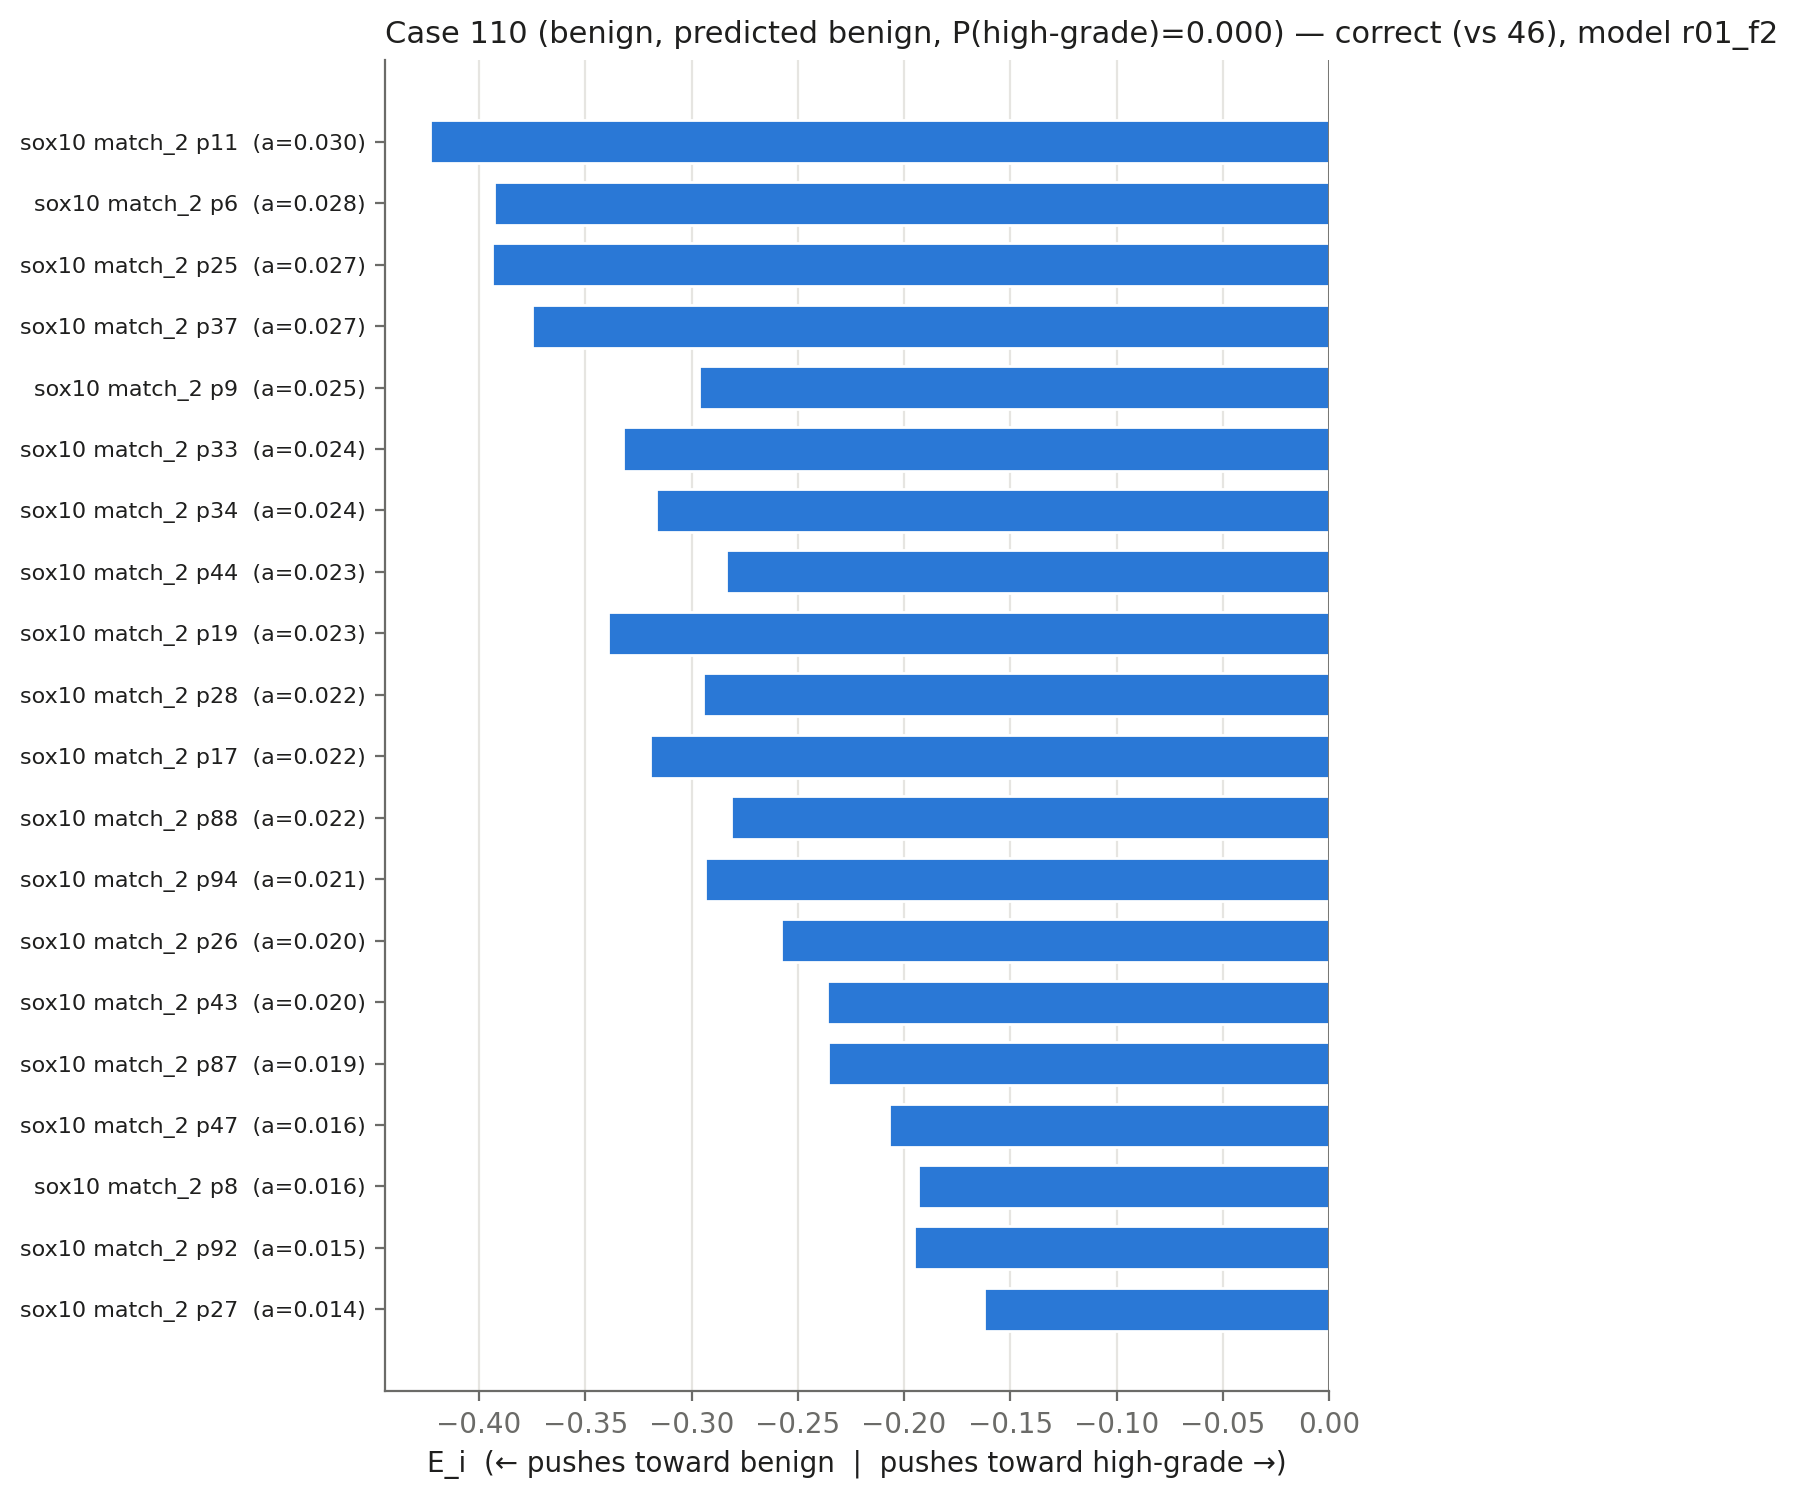 Case 110 (benign, predicted benign, P(high-grade)=0.000) — correct (vs 46), model r01_f2
sox10 match_2 p11  (a=0.030)
sox10 match_2 p6  (a=0.028)
sox10 match_2 p25  (a=0.027)
sox10 match_2 p37  (a=0.027)
sox10 match_2 p9  (a=0.025)
sox10 match_2 p33  (a=0.024)
sox10 match_2 p34  (a=0.024)
sox10 match_2 p44  (a=0.023)
sox10 match_2 p19  (a=0.023)
sox10 match_2 p28  (a=0.022)
sox10 match_2 p17  (a=0.022)
sox10 match_2 p88  (a=0.022)
sox10 match_2 p94  (a=0.021)
sox10 match_2 p26  (a=0.020)
sox10 match_2 p43  (a=0.020)
sox10 match_2 p87  (a=0.019)
sox10 match_2 p47  (a=0.016)
sox10 match_2 p8  (a=0.016)
sox10 match_2 p92  (a=0.015)
sox10 match_2 p27  (a=0.014)
−0.40 −0.35 −0.30 −0.25 −0.20 −0.15 −0.10 −0.05 0.00
E_i  (← pushes toward benign  |  pushes toward high-grade →)